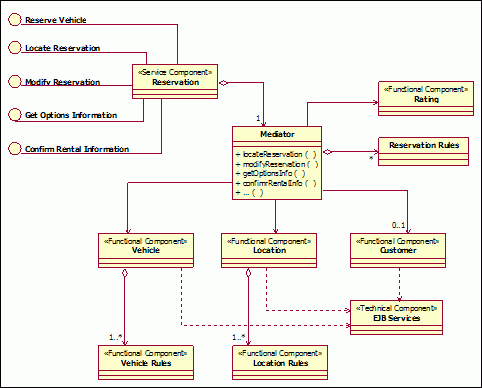 Reserve Vehicle
Locate Reservation
Modify Reservation
Get Options Information
Confirm Rental Information
«Service Component»
Reservation
1
«Functional Component»
Rating
Mediator
+ locateReservation ( )
+ modifyReservation ( )
+ getOptionsInfo ( )
+ confirmRentalInfo ( )
+ ... ( )
Reservation Rules
*
0..1
«Functional Component»
Vehicle
«Functional Component»
Location
«Functional Component»
Customer
«Technical Component»
EJB Services
1..*
1..*
«Functional Component»
Vehicle Rules
«Functional Component»
Location Rules